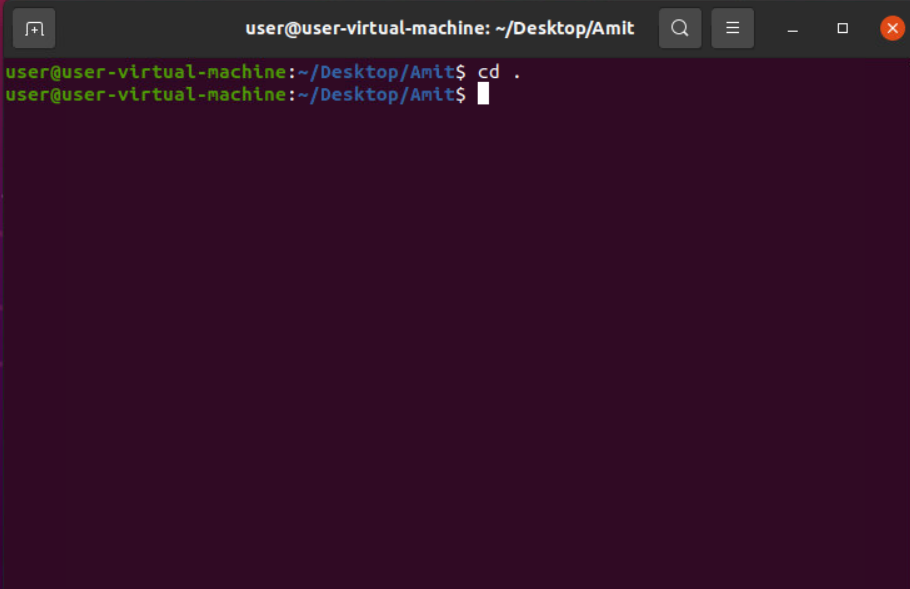 user@user-virtual-machine: ~/Desktop/Amit
user@user-virtual-machine:~/Desktop/Amit$ cd .
user@user-virtual-machine:~/Desktop/Amit$